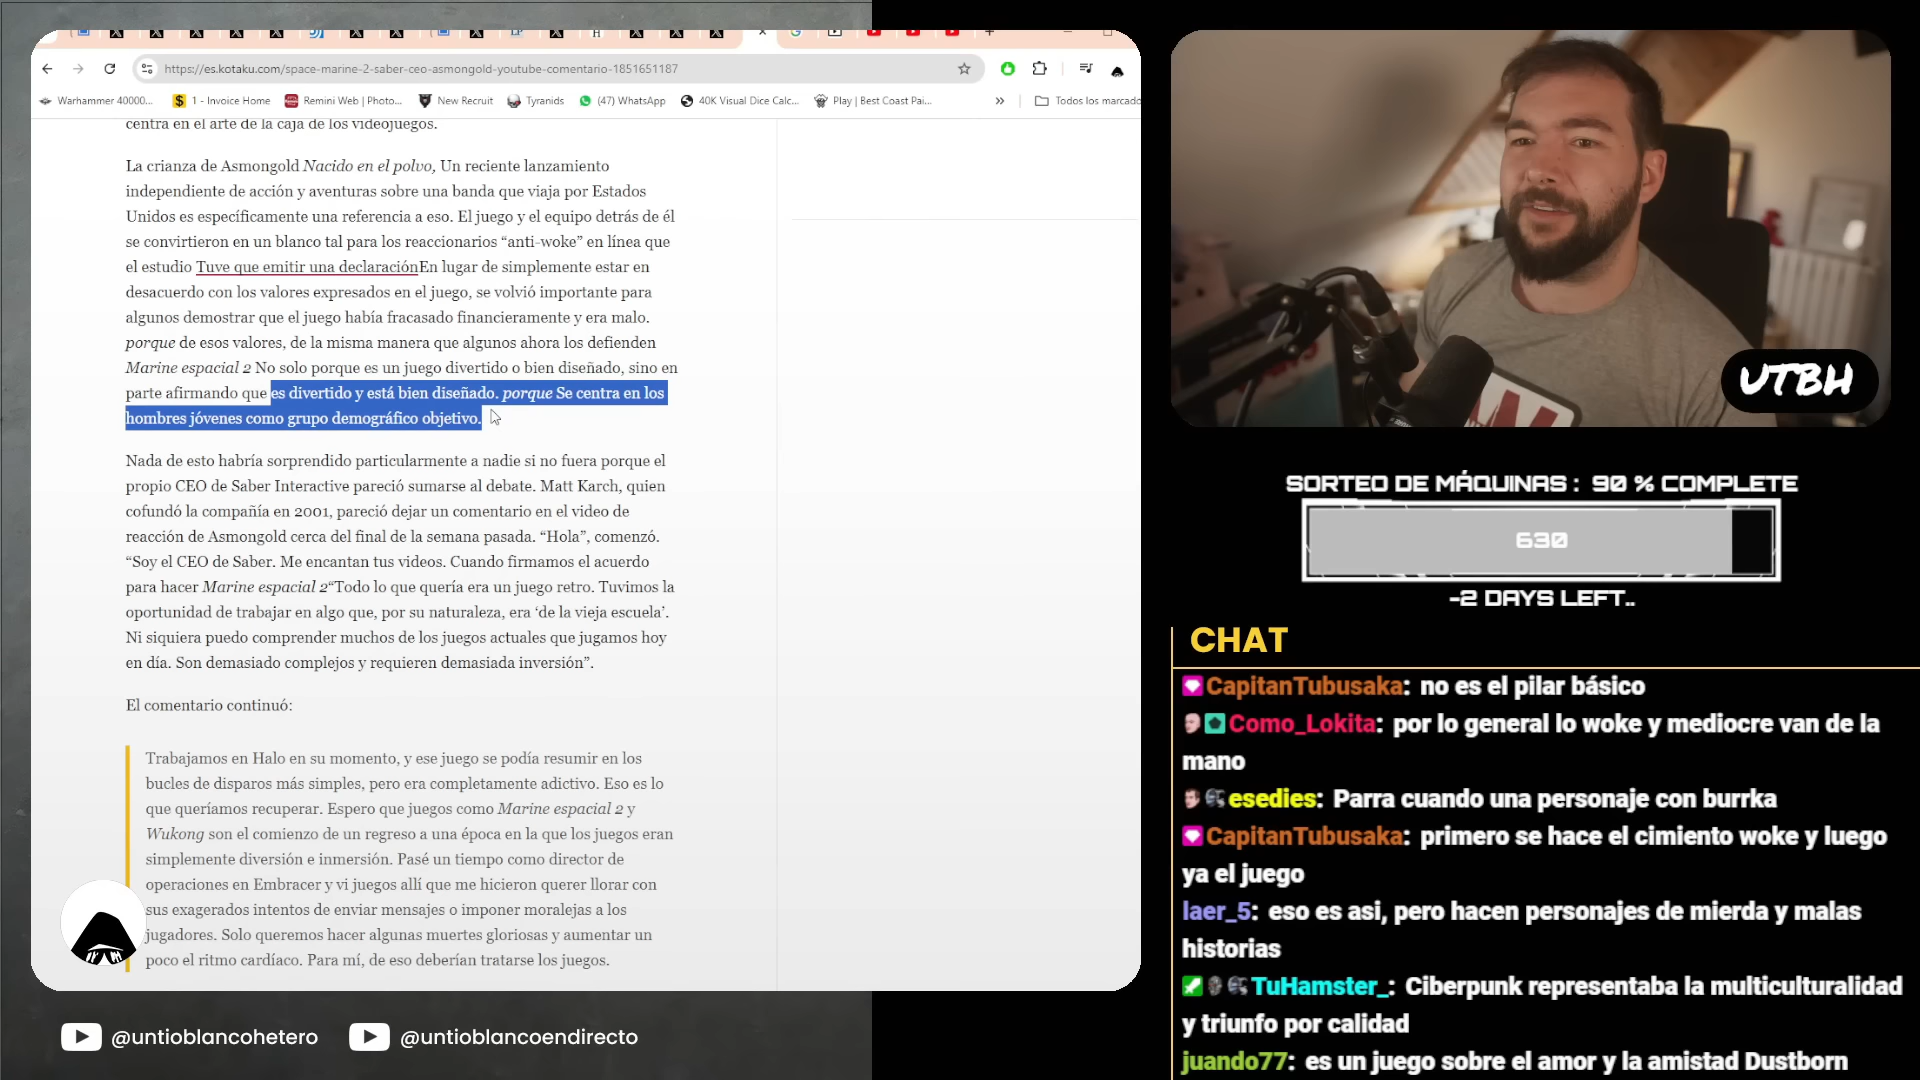 https://es.kotaku.com/space-marine-2-saber-ceo-asmongold-youtube-comentario-1851651187
Warhammer 40000...
1 - Invoice Home
Remini Web | Photo...
New Recruit
Tyranids
(47) WhatsApp
40K Visual Dice Calc...
Play | Best Coast Pai...
»
Todos los marcado
centra en el arte de la caja de los videojuegos.
La crianza de Asmongold Nacido en el polvo, Un reciente lanzamiento
independiente de acción y aventuras sobre una banda que viaja por Estados
Unidos es específicamente una referencia a eso. El juego y el equipo detrás de él
se convirtieron en un blanco tal para los reaccionarios “anti-woke” en línea que
el estudio Tuve que emitir una declaraciónEn lugar de simplemente estar en
desacuerdo con los valores expresados en el juego, se volvió importante para
algunos demostrar que el juego había fracasado financieramente y era malo.
porque de esos valores, de la misma manera que algunos ahora los defienden
Marine espacial 2 No solo porque es un juego divertido o bien diseñado, sino en
parte afirmando que es divertido y está bien diseñado. porque Se centra en los
hombres jóvenes como grupo demográfico objetivo.
Nada de esto habría sorprendido particularmente a nadie si no fuera porque el
propio CEO de Saber Interactive pareció sumarse al debate. Matt Karch, quien
cofundó la compañía en 2001, pareció dejar un comentario en el video de
reacción de Asmongold cerca del final de la semana pasada. “Hola”, comenzó.
“Soy el CEO de Saber. Me encantan tus videos. Cuando firmamos el acuerdo
para hacer Marine espacial 2“Todo lo que quería era un juego retro. Tuvimos la
oportunidad de trabajar en algo que, por su naturaleza, era ‘de la vieja escuela’.
Ni siquiera puedo comprender muchos de los juegos actuales que jugamos hoy
en día. Son demasiado complejos y requieren demasiada inversión”.
El comentario continuó:
Trabajamos en Halo en su momento, y ese juego se podía resumir en los
bucles de disparos más simples, pero era completamente adictivo. Eso es lo
que queríamos recuperar. Espero que juegos como Marine espacial 2 y
Wukong son el comienzo de un regreso a una época en la que los juegos eran
simplemente diversión e inmersión. Pasé un tiempo como director de
operaciones en Embracer y vi juegos allí que me hicieron querer llorar con
sus exagerados intentos de enviar mensajes o imponer moralejas a los
jugadores. Solo queremos hacer algunas muertes gloriosas y aumentar un
poco el ritmo cardíaco. Para mí, de eso deberían tratarse los juegos.
@untioblancohetero
@untioblancoendirecto
UTBH
SORTEO DE MÁQUINAS : 90 % COMPLETE
630
-2 DAYS LEFT..
CHAT
CapitanTubusaka: no es el pilar básico
Como_Lokita: por lo general lo woke y mediocre van de la
mano
esedies: Parra cuando una personaje con burrka
CapitanTubusaka: primero se hace el cimiento woke y luego
ya el juego
laer_5: eso es asi, pero hacen personajes de mierda y malas
historias
TuHamster_: Ciberpunk representaba la multiculturalidad
y triunfo por calidad
juando77: es un juego sobre el amor y la amistad Dustborn